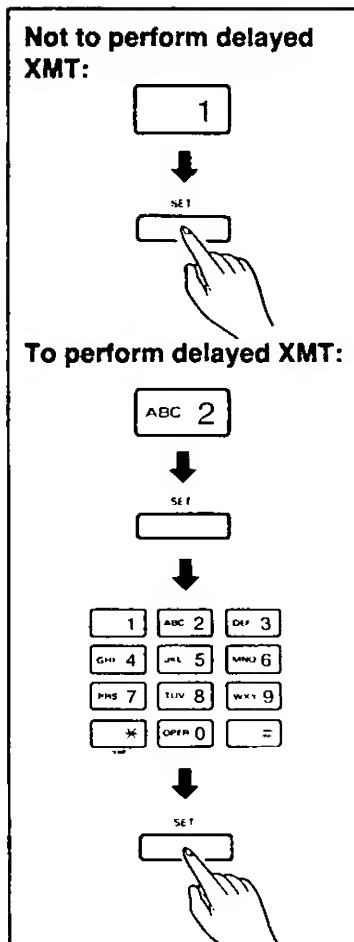 Not to perform delayed
XMT:
1
SET
To perform delayed XMT:
ABC 2
SET
1 ABC 2 DEF 3
GHI 4 JKL 5 MNO 6
PRS 7 TUV 8 WXY 9
* OPER 0 =
SET